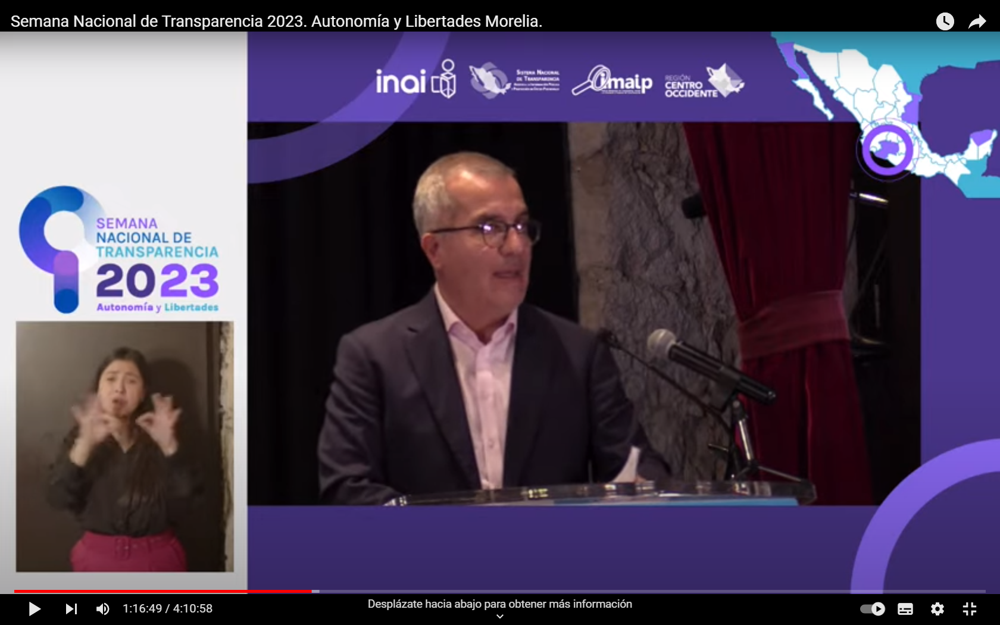 Semana Nacional de Transparencia 2023. Autonomía y Libertades Morelia.
inai
SISTEMA NACIONAL
DE TRANSPARENCIA
imaip
REGIÓN
CENTRO
OCCIDENTE
SEMANA
NACIONAL DE
TRANSPARENCIA
2023
Autonomía y Libertades
1:16:49 / 4:10:58
Desplázate hacia abajo para obtener más información